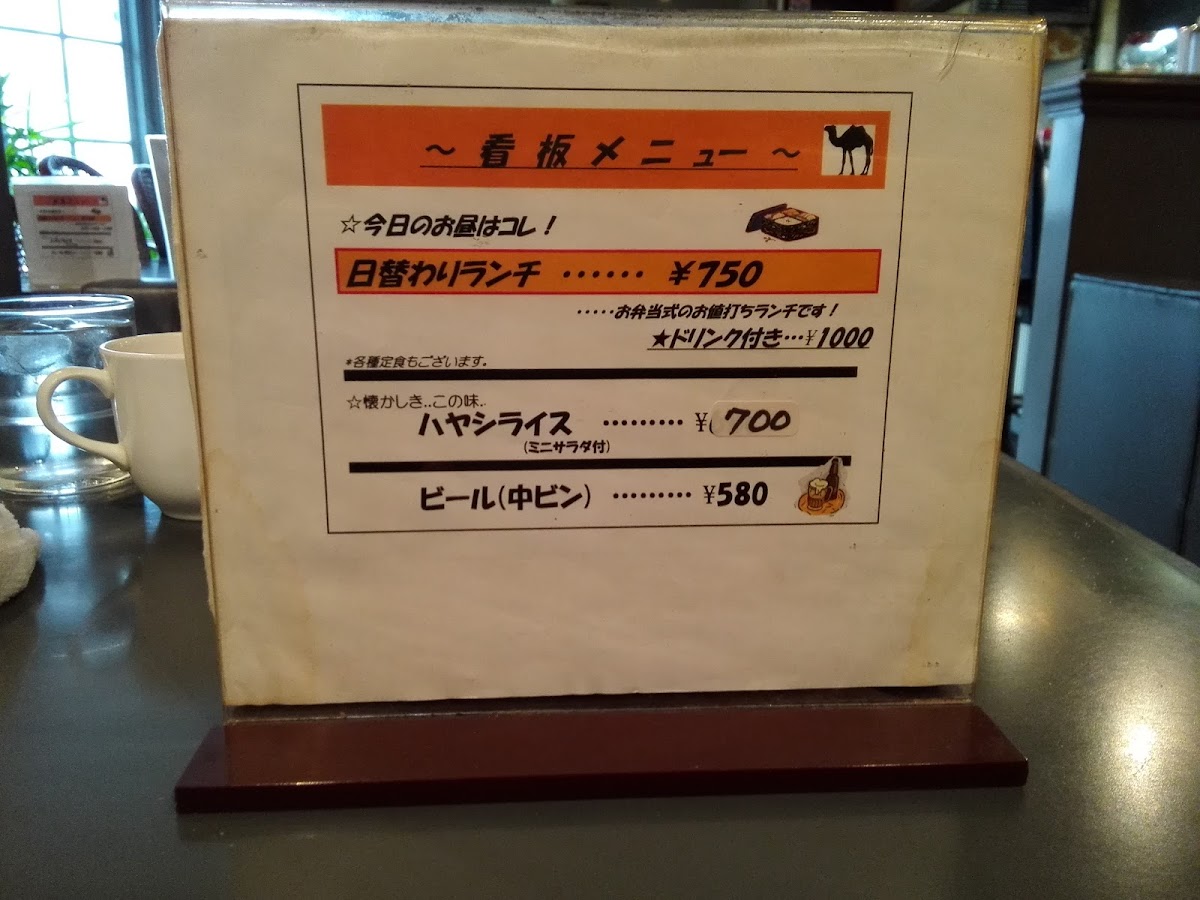 ～ 看 板 メ ニ ュ ー ～
☆今日のお昼はコレ！
日替わりランチ ‥‥‥ ￥750
‥‥・お弁当式のお値打ちランチです！
★ドリンク付き…¥1000
*各種定食もございます。
☆懐かしき..この味.
ハヤシライス ‥‥‥‥・ ¥( 700
(ミニサラダ付)
ビール(中ビン) ‥‥‥‥・ ¥580